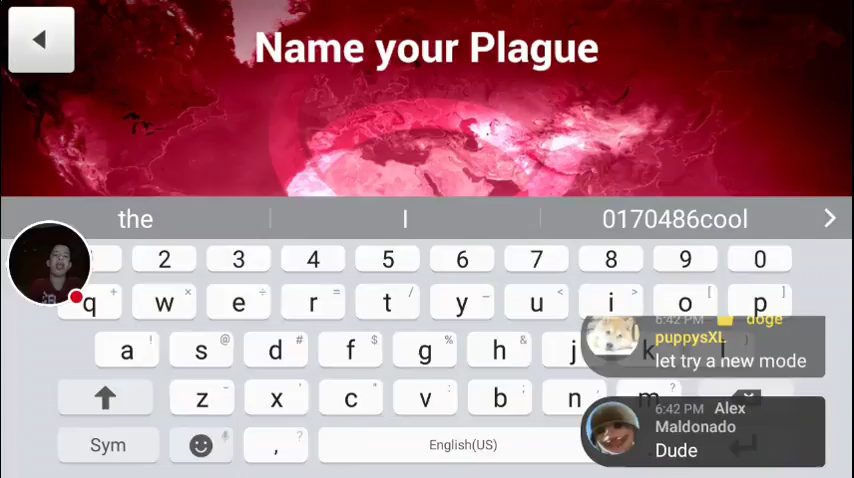 Name your Plague
the I 0170486cool
2 3 4 5 6 7 8 9 0
q + w × e ÷ r = t / y _ u < i > o [ p ]
a ! s @ d # f $ g % h & j k l )
z - x ' c " v : b ; n m ?
Sym , ? English(US)
6:42 PM doge
puppysXL
let try a new mode
6:42 PM Alex
Maldonado
Dude